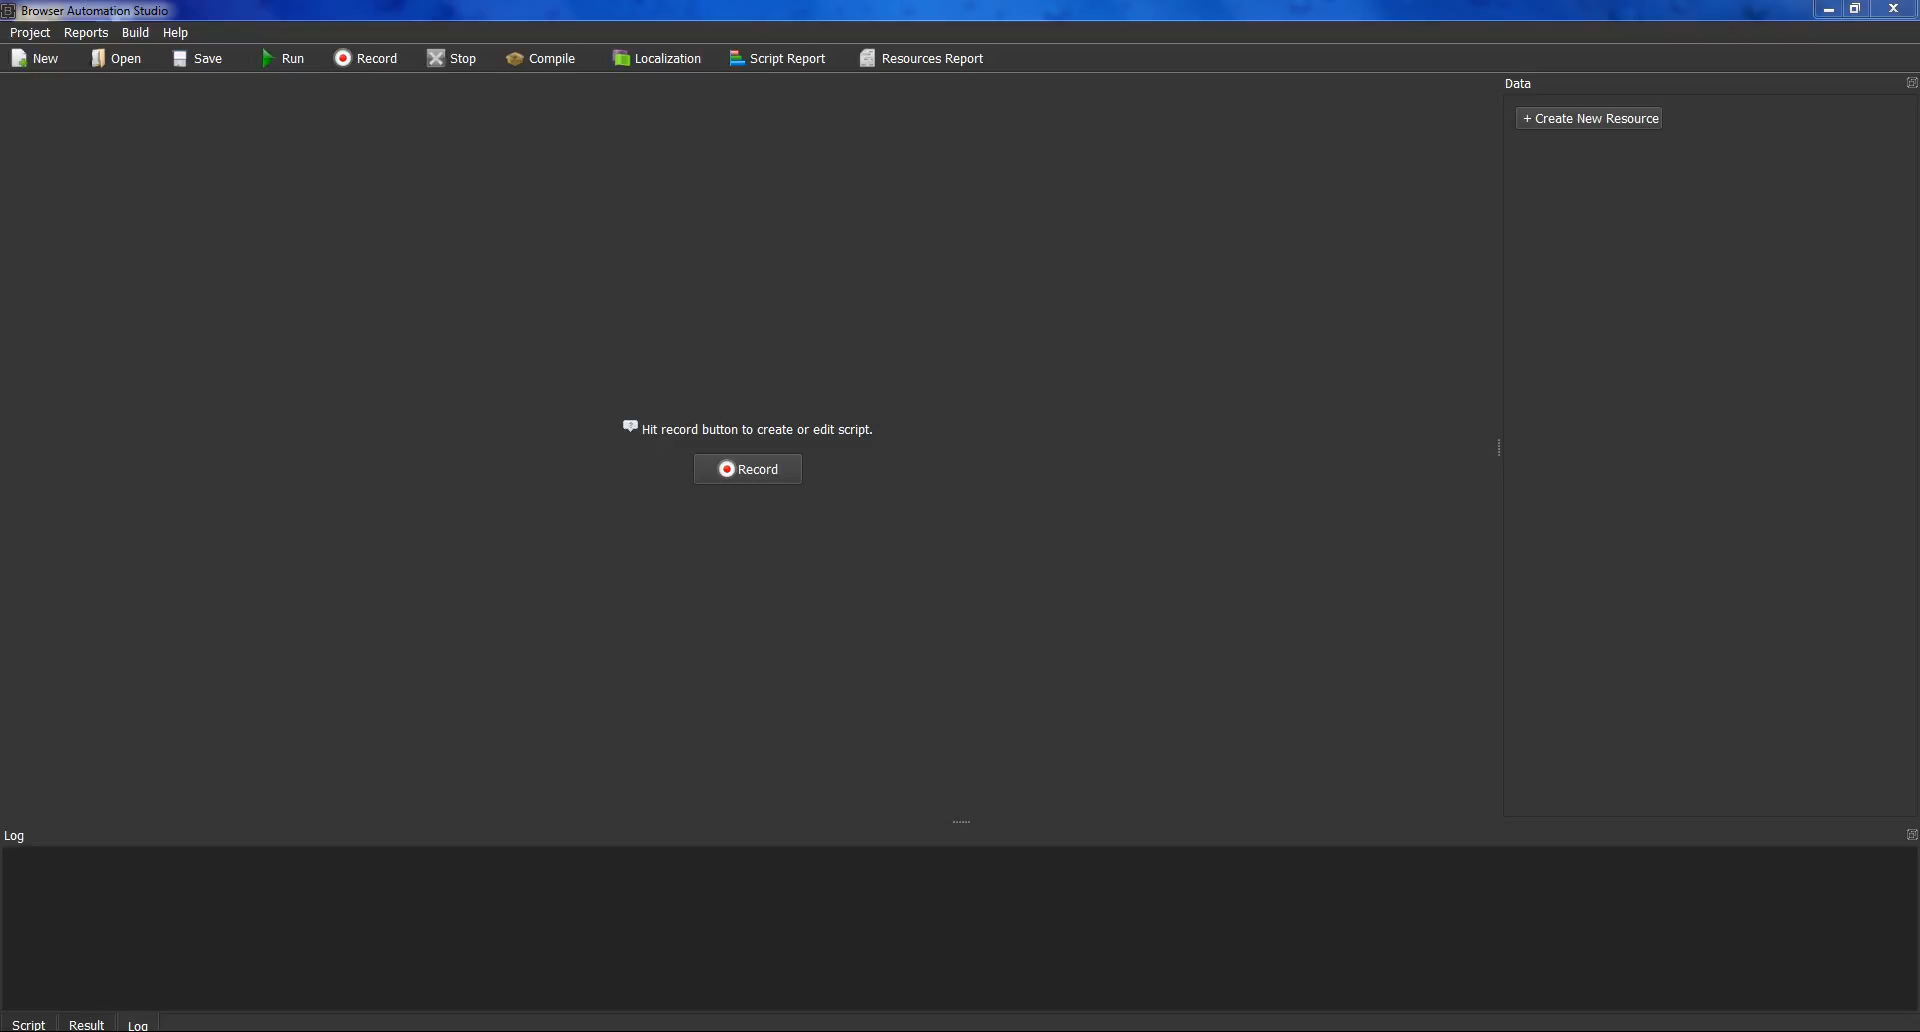 Browser Automation Studio
Project Reports Build Help
New Open Save Run Record Stop Compile Localization Script Report Resources Report
Data
+ Create New Resource
Hit record button to create or edit script.
Record
Log
Script Result Log